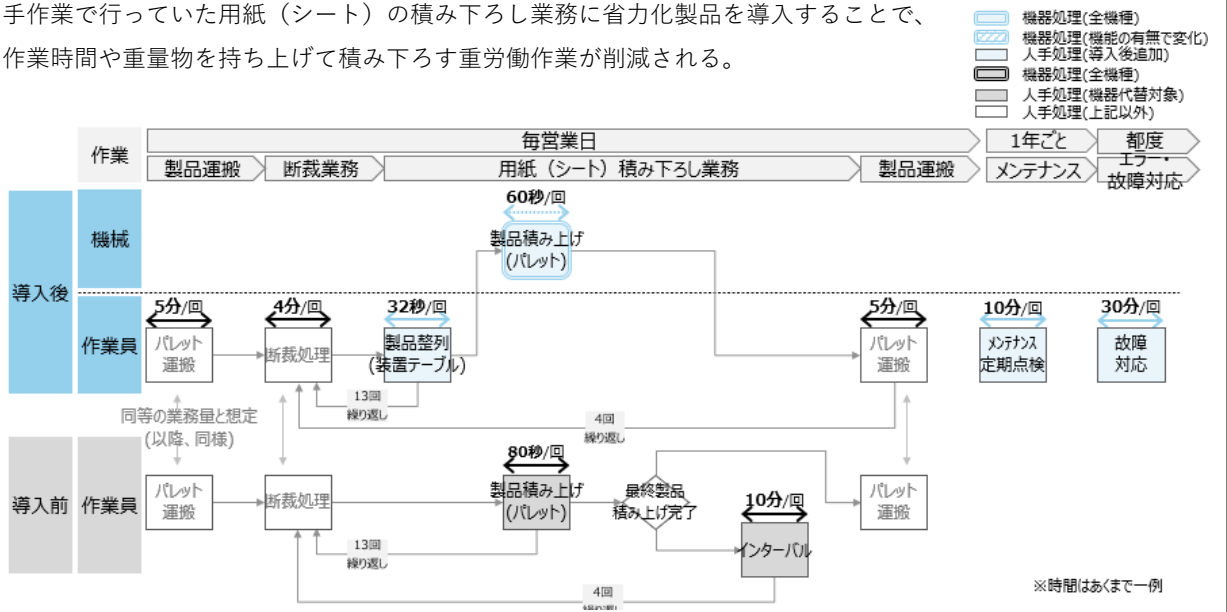 手作業で行っていた用紙（シート）の積み下ろし業務に省力化製品を導入することで、
作業時間や重量物を持ち上げて積み下ろす重労働作業が削減される。
機器処理(全機種)
機器処理(機能の有無で変化)
人手処理(導入後追加)
機器処理(全機種)
人手処理(機器代替対象)
人手処理(上記以外)
作業
毎営業日
1年ごと
都度
製品運搬
断裁業務
用紙（シート）積み下ろし業務
製品運搬
メンテナンス
エラー・
故障対応
導入後
機械
60秒/回
製品積み上げ
(パレット)
作業員
5分/回
パレット
運搬
4分/回
断裁処理
32秒/回
製品整列
(装置テーブル)
5分/回
パレット
運搬
10分/回
メンテナンス
定期点検
30分/回
故障
対応
13回
繰り返し
4回
繰り返し
同等の業務量と想定
(以降、同様)
導入前
作業員
パレット
運搬
断裁処理
80秒/回
製品積み上げ
(パレット)
最終製品
積み上げ完了
10分/回
インターバル
パレット
運搬
13回
繰り返し
4回
繰り返し
※時間はあくまで一例